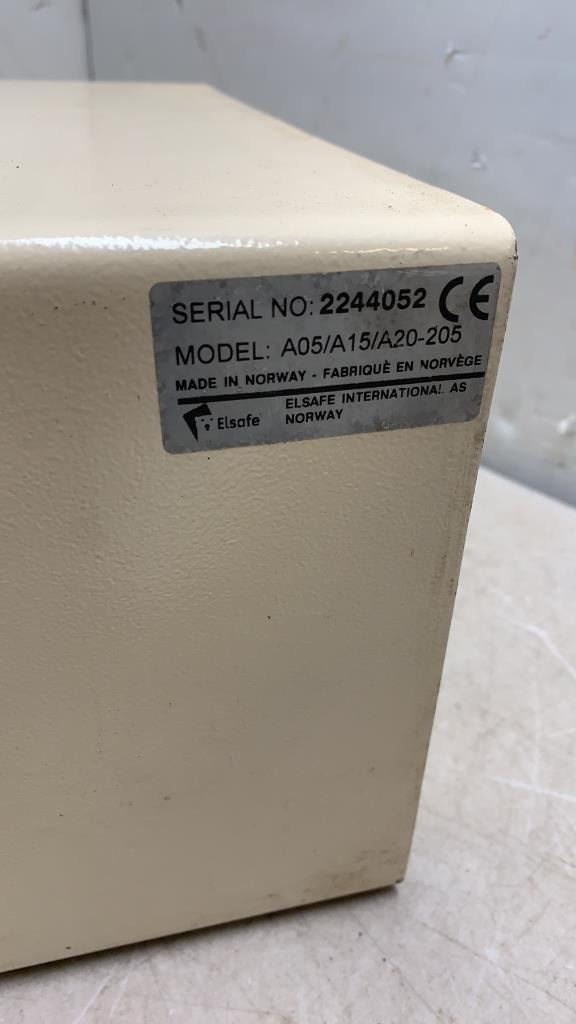 SERIAL NO: 2244052 CE
MODEL: A05/A15/A20-205
MADE IN NORWAY - FABRIQUÈ EN NORVÈGE
Elsafe
ELSAFE INTERNATIONAL AS
NORWAY